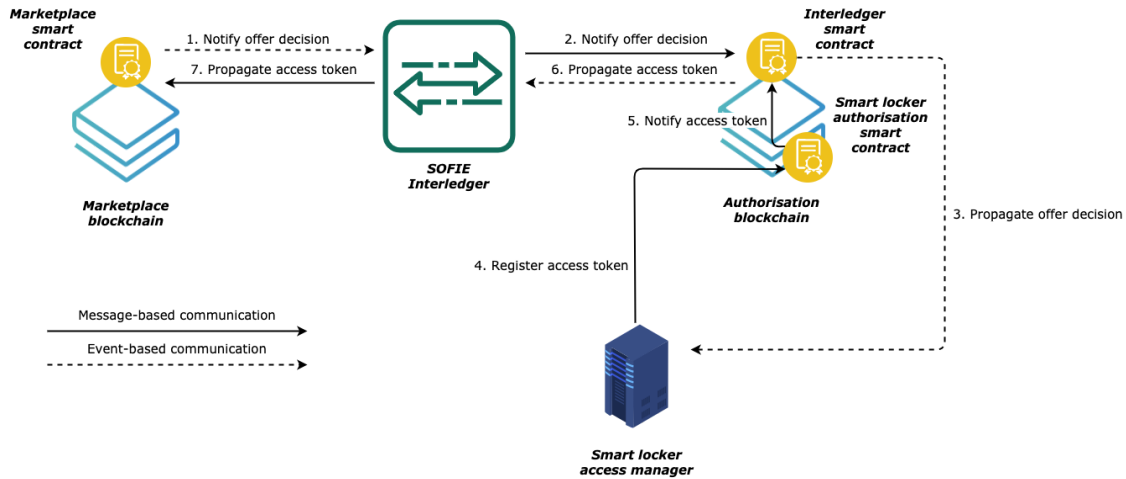 Marketplace
smart
contract
1. Notify offer decision
7. Propagate access token
SOFIE
Interledger
2. Notify offer decision
6. Propagate access token
Interledger
smart
contract
Smart locker
authorisation
smart
contract
5. Notify access token
Marketplace
blockchain
Authorisation
blockchain
3. Propagate offer decision
4. Register access token
Message-based communication
Event-based communication
Smart locker
access manager